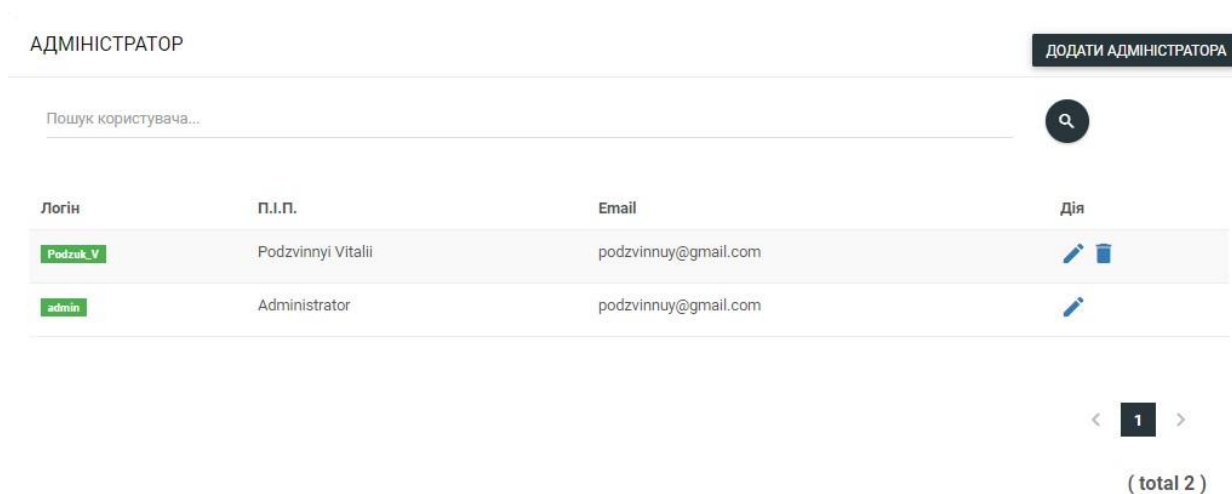 АДМІНІСТРАТОР
ДОДАТИ АДМІНІСТРАТОРА
Пошук користувача...
Логін П.І.П. Email Дія
Podzuk_V Podzvinnyi Vitalii podzvinnuy@gmail.com
admin Administrator podzvinnuy@gmail.com
< 1 >
( total 2 )